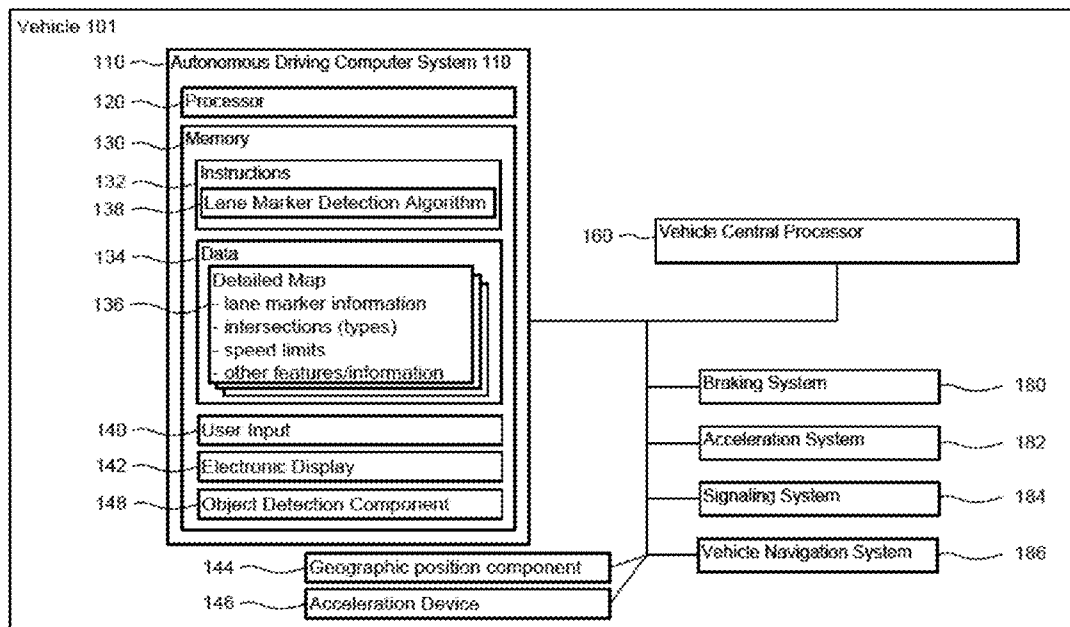 Vehicle 101
110
Autonomous Driving Computer System 110
120
Processor
130
Memory
132
Instructions
138
Lane Marker Detection Algorithm
134
Data
136
Detailed Map
- lane marker information
- intersections (types)
- speed limits
- other features/information
140
User Input
142
Electronic Display
148
Object Detection Component
144
Geographic position component
146
Acceleration Device
160
Vehicle Central Processor
Braking System
180
Acceleration System
182
Signaling System
184
Vehicle Navigation System
186